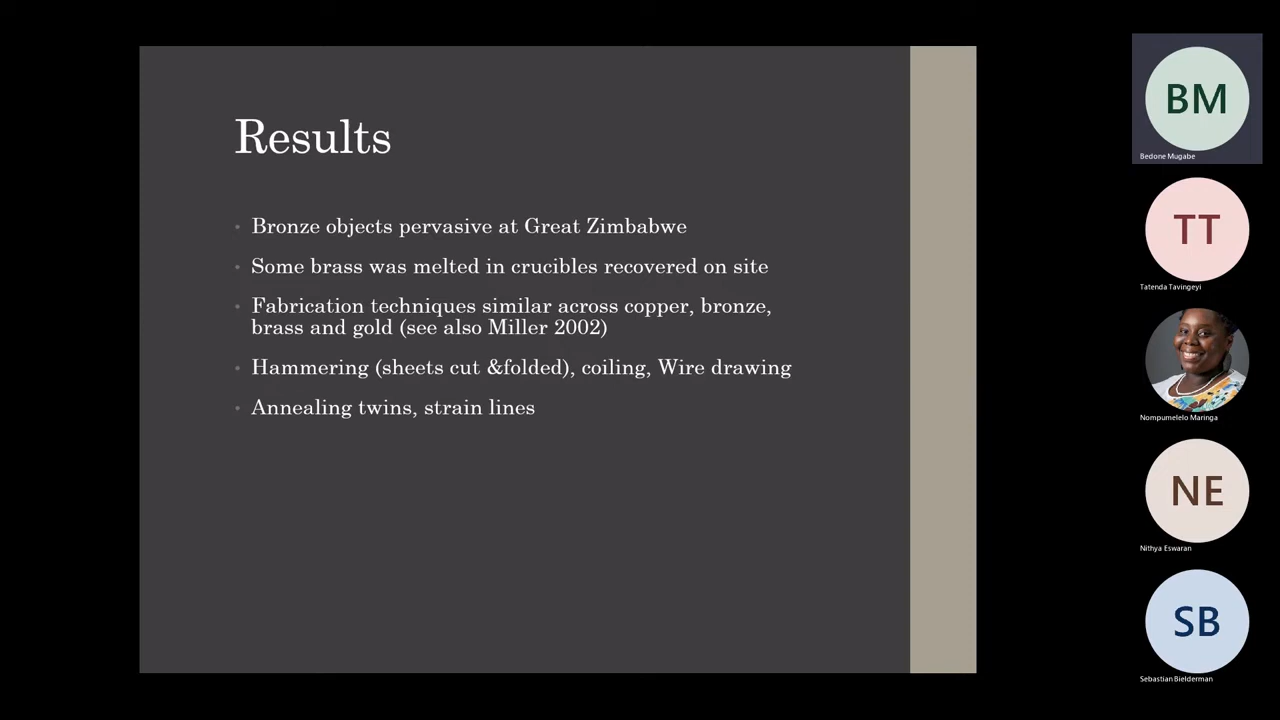 Results
Bronze objects pervasive at Great Zimbabwe
Some brass was melted in crucibles recovered on site
Fabrication techniques similar across copper, bronze,
brass and gold (see also Miller 2002)
Hammering (sheets cut &folded), coiling, Wire drawing
Annealing twins, strain lines
BM
Bedone Mugabe
TT
Tatenda Tavingeyi
Nompumelelo Maringa
NE
Nithya Eswaran
SB
Sebastian Bielderman